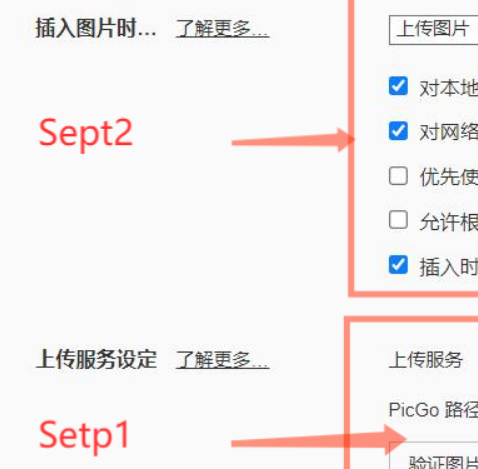 插入图片时... 了解更多... 上传图片
对本地
对网络
Sept2
优先使
允许根
插入时
上传服务设定 了解更多... 上传服务
PicGo 路径
Setp1
验证图片